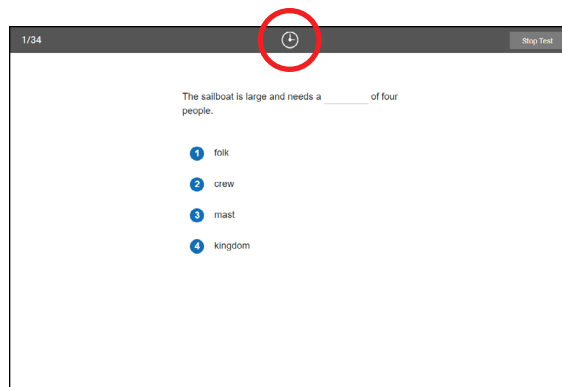 1/34
Stop Test
The sailboat is large and needs a ________ of four
people.
1 folk
2 crew
3 mast
4 kingdom